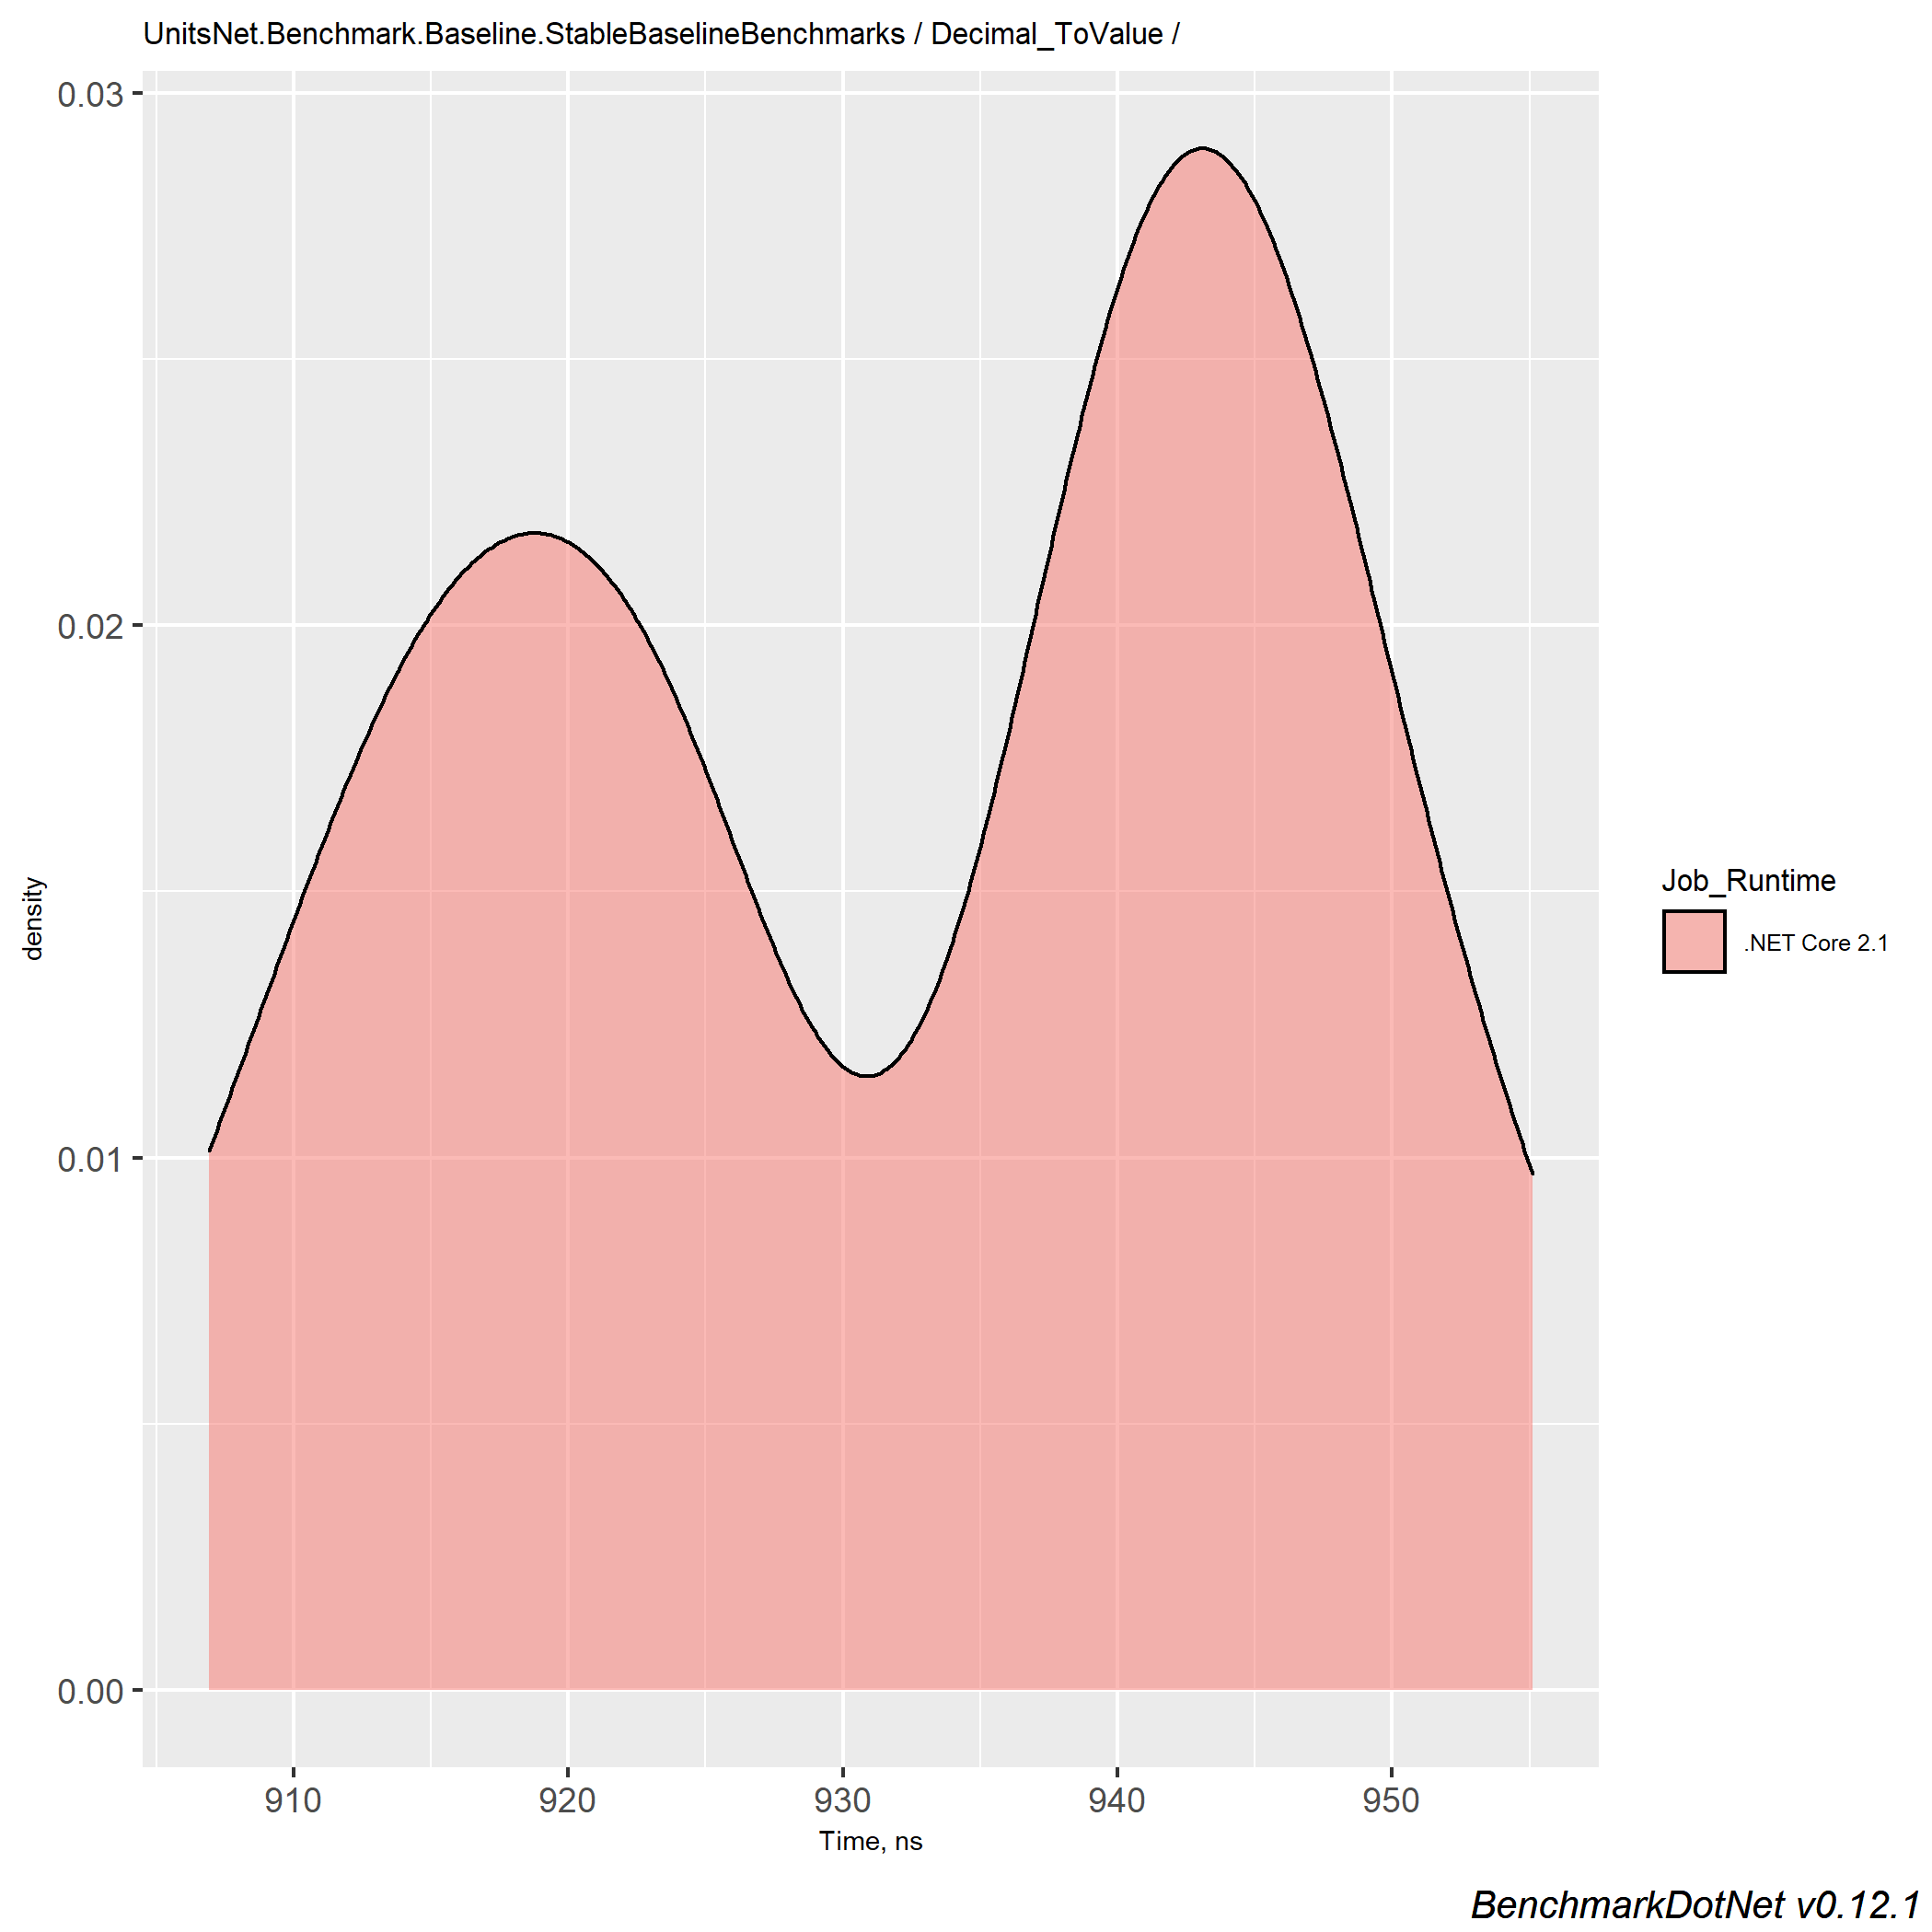 UnitsNet.Benchmark.Baseline.StableBaselineBenchmarks / Decimal_ToValue /
0.03
0.02
0.01
0.00
density
910 920 930 940 950
Time, ns
Job_Runtime
.NET Core 2.1
BenchmarkDotNet v0.12.1